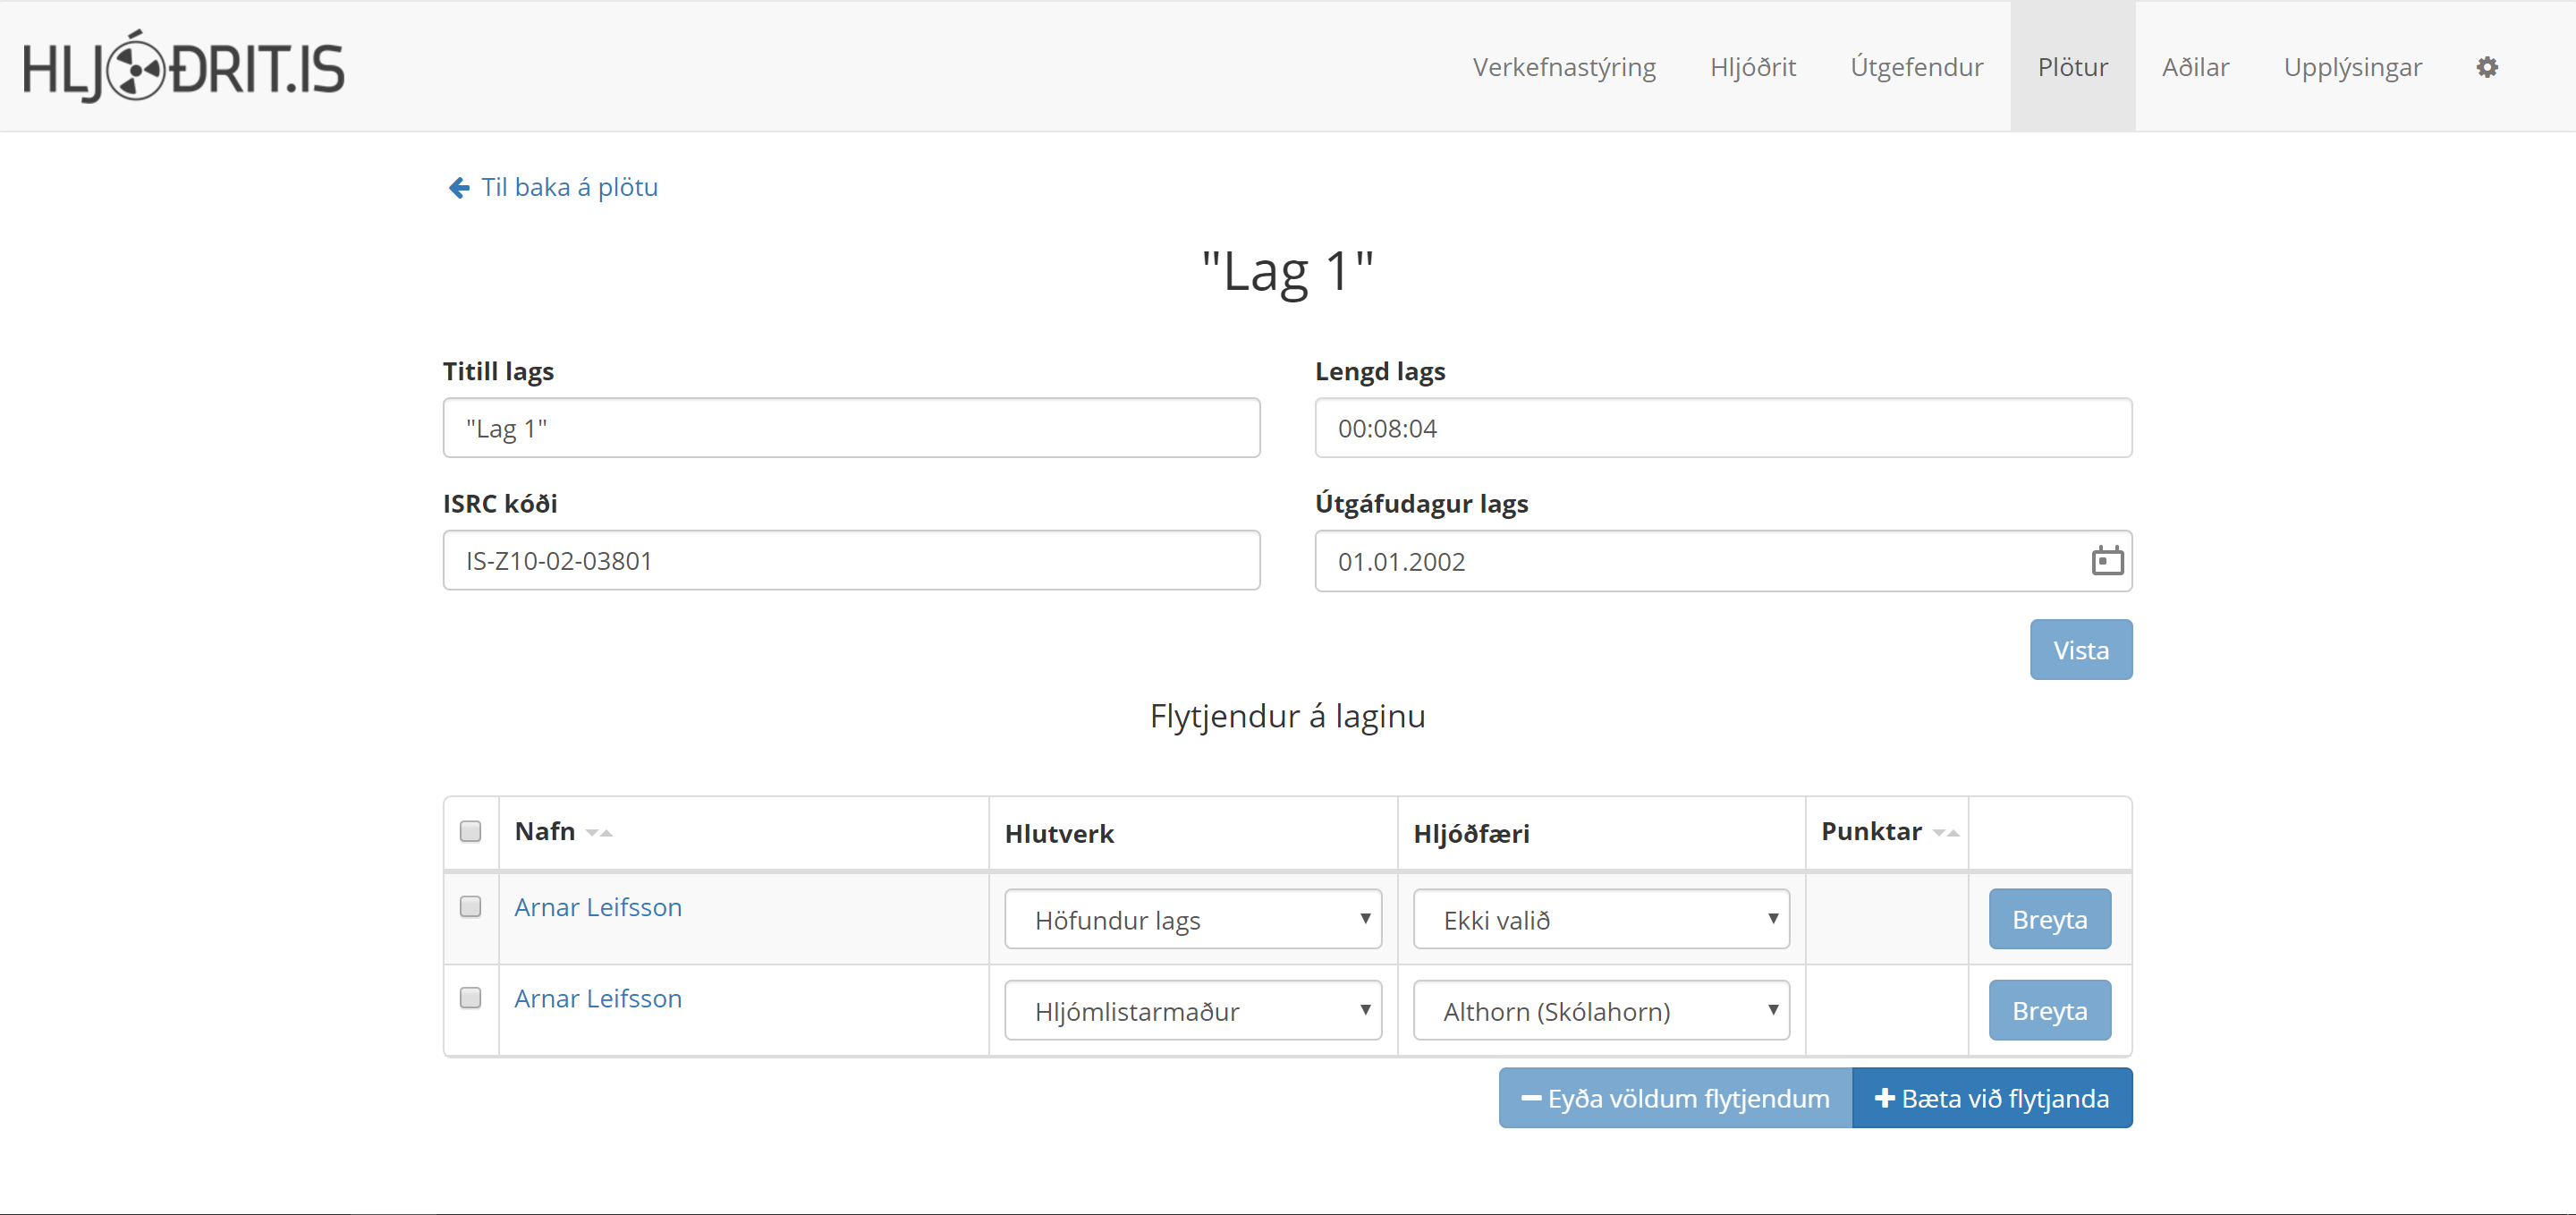 HLJÓÐRIT.IS
Verkefnastýring Hljóðrit Útgefendur Plötur Aðilar Upplýsingar
Til baka á plötu
"Lag 1"
Titill lags Lengd lags
"Lag 1" 00:08:04
ISRC kóði Útgáfudagur lags
IS-Z10-02-03801 01.01.2002
Vista
Flytjendur á laginu
Nafn Hlutverk Hljóðfæri Punktar
Arnar Leifsson Höfundur lags Ekki valið Breyta
Arnar Leifsson Hljómlistarmaður Althorn (Skólahorn) Breyta
Eyða völdum flytjendum Bæta við flytjanda